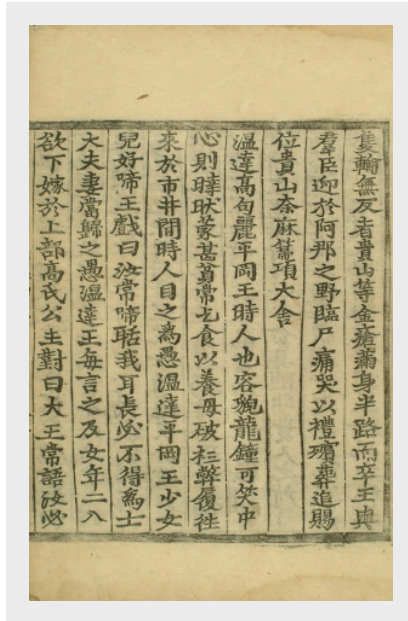 隻輪無反者貴山等金瘡滿身半路而卒王與
羣臣迎於阿那之野臨尸痛哭以禮殯葬追賜
位貴山奈麻箒項大舍
溫達高句麗平岡王時人也容貌龍鐘可笑中
心則𣋓然家甚貧常乞食以養母破衫弊履往
來於市井間時人目之爲愚溫達平岡王少女
兒好啼王戲曰汝常啼聒我耳長必不得爲士
大夫妻當歸之愚溫達王每言之及女年二八
欲下嫁於上部高氏公主對曰大王常語汝必